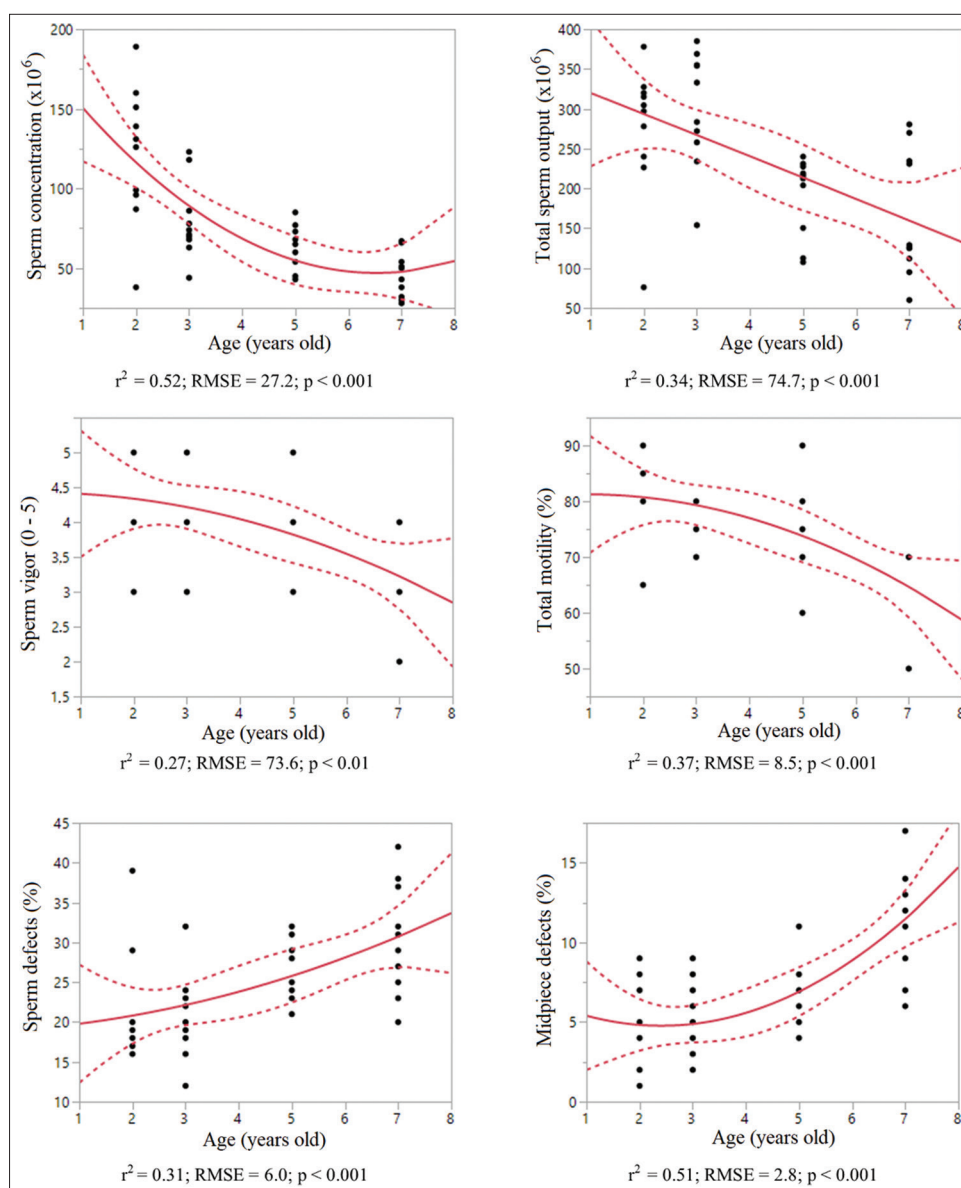 Sperm concentration (x10⁶)
200
150
100
50
1 2 3 4 5 6 7 8
Age (years old)
r² = 0.52; RMSE = 27.2; p < 0.001
Total sperm output (x10⁶)
400
350
300
250
200
150
100
50
1 2 3 4 5 6 7 8
Age (years old)
r² = 0.34; RMSE = 74.7; p < 0.001
Sperm vigor (0 - 5)
5
4.5
4
3.5
3
2.5
2
1.5
1 2 3 4 5 6 7 8
Age (years old)
r² = 0.27; RMSE = 73.6; p < 0.01
Total motility (%)
90
80
70
60
50
1 2 3 4 5 6 7 8
Age (years old)
r² = 0.37; RMSE = 8.5; p < 0.001
Sperm defects (%)
45
40
35
30
25
20
15
10
1 2 3 4 5 6 7 8
Age (years old)
r² = 0.31; RMSE = 6.0; p < 0.001
Midpiece defects (%)
15
10
5
0
1 2 3 4 5 6 7 8
Age (years old)
r² = 0.51; RMSE = 2.8; p < 0.001